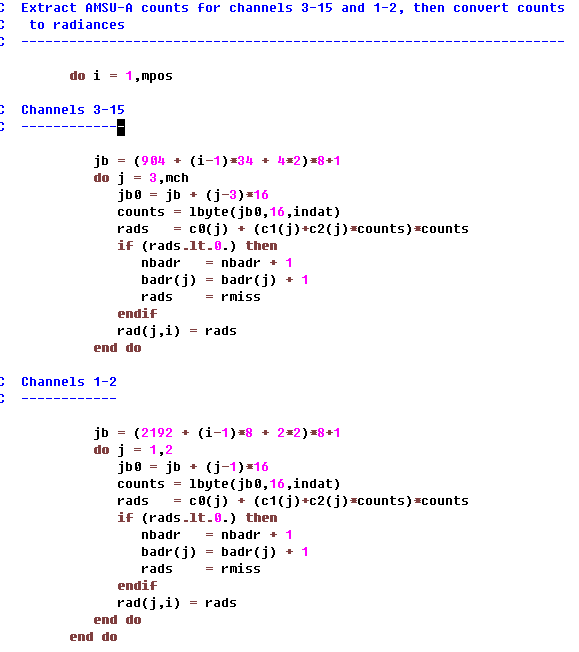 C  Extract AMSU-A counts for channels 3-15 and 1-2, then convert counts
C   to radiances
C  ---------------------------------------------------------------------
do i = 1,mpos
C  Channels 3-15
C  -------------
jb = (904 + (i-1)*34 + 4*2)*8+1
do j = 3,mch
jb0 = jb + (j-3)*16
counts = lbyte(jb0,16,indat)
rads   = c0(j) + (c1(j)+c2(j)*counts)*counts
if (rads.lt.0.) then
nbadr   = nbadr + 1
badr(j) = badr(j) + 1
rads    = rmiss
endif
rad(j,i) = rads
end do
C  Channels 1-2
C  ------------
jb = (2192 + (i-1)*8 + 2*2)*8+1
do j = 1,2
jb0 = jb + (j-1)*16
counts = lbyte(jb0,16,indat)
rads   = c0(j) + (c1(j)+c2(j)*counts)*counts
if (rads.lt.0.) then
nbadr   = nbadr + 1
badr(j) = badr(j) + 1
rads    = rmiss
endif
rad(j,i) = rads
end do
end do